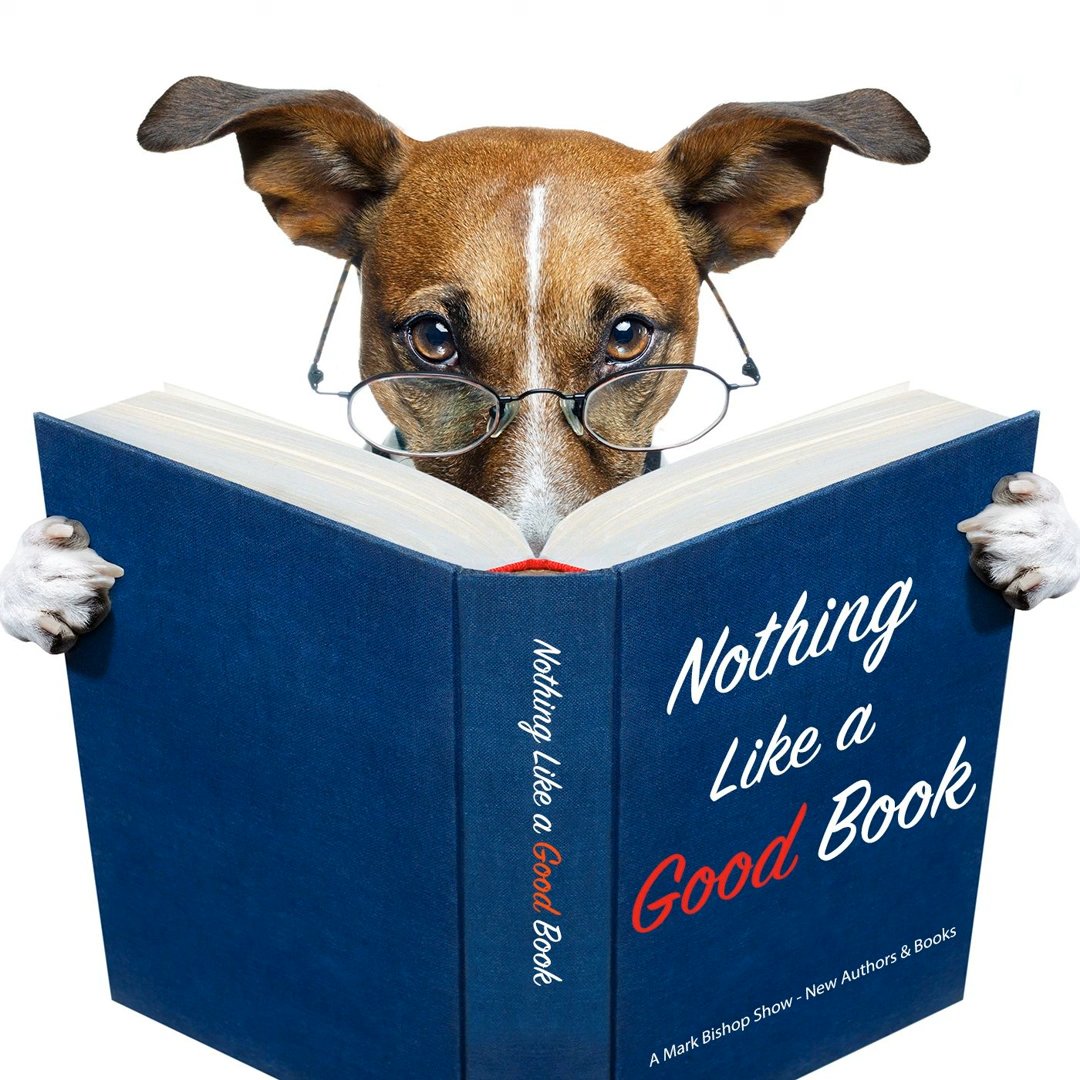 Nothing Like a Good Book
Nothing
Like a
Good Book
A Mark Bishop Show - New Authors & Books